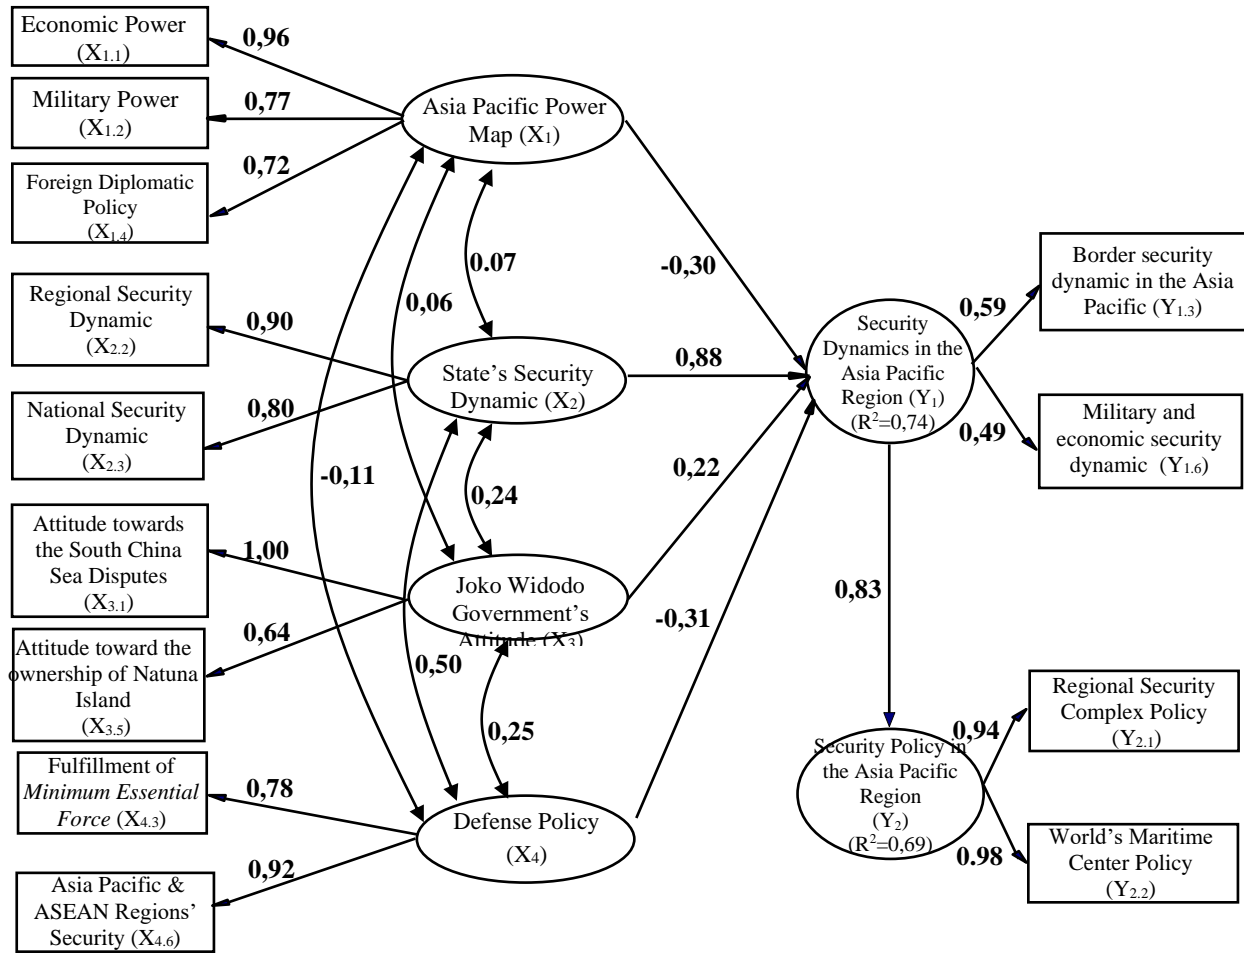 Economic Power
(X1.1)
0,96
Military Power
(X1.2)
0,77
Foreign Diplomatic
Policy
(X1.4)
0,72
Asia Pacific Power
Map (X1)
Regional Security
Dynamic
(X2.2)
0,90
National Security
Dynamic
(X2.3)
0,80
State's Security
Dynamic (X2)
Attitude towards
the South China
Sea Disputes
(X3.1)
1,00
Attitude toward the
ownership of Natuna
Island
(X3.5)
0,64
Joko Widodo
Government's
Attitude (X3)
Fulfillment of
Minimum Essential
Force (X4.3)
0,78
Asia Pacific &
ASEAN Regions'
Security (X4.6)
0,92
Defense Policy
(X4)
0.07
0,06
-0,11
0,24
0,50
0,25
-0,30
0,88
0,22
-0,31
Security
Dynamics in the
Asia Pacific
Region (Y1)
(R²=0,74)
0,59
Border security
dynamic in the Asia
Pacific (Y1.3)
0,49
Military and
economic security
dynamic (Y1.6)
0,83
Security Policy in
the Asia Pacific
Region
(Y2)
(R²=0,69)
0,94
Regional Security
Complex Policy
(Y2.1)
0.98
World's Maritime
Center Policy
(Y2.2)